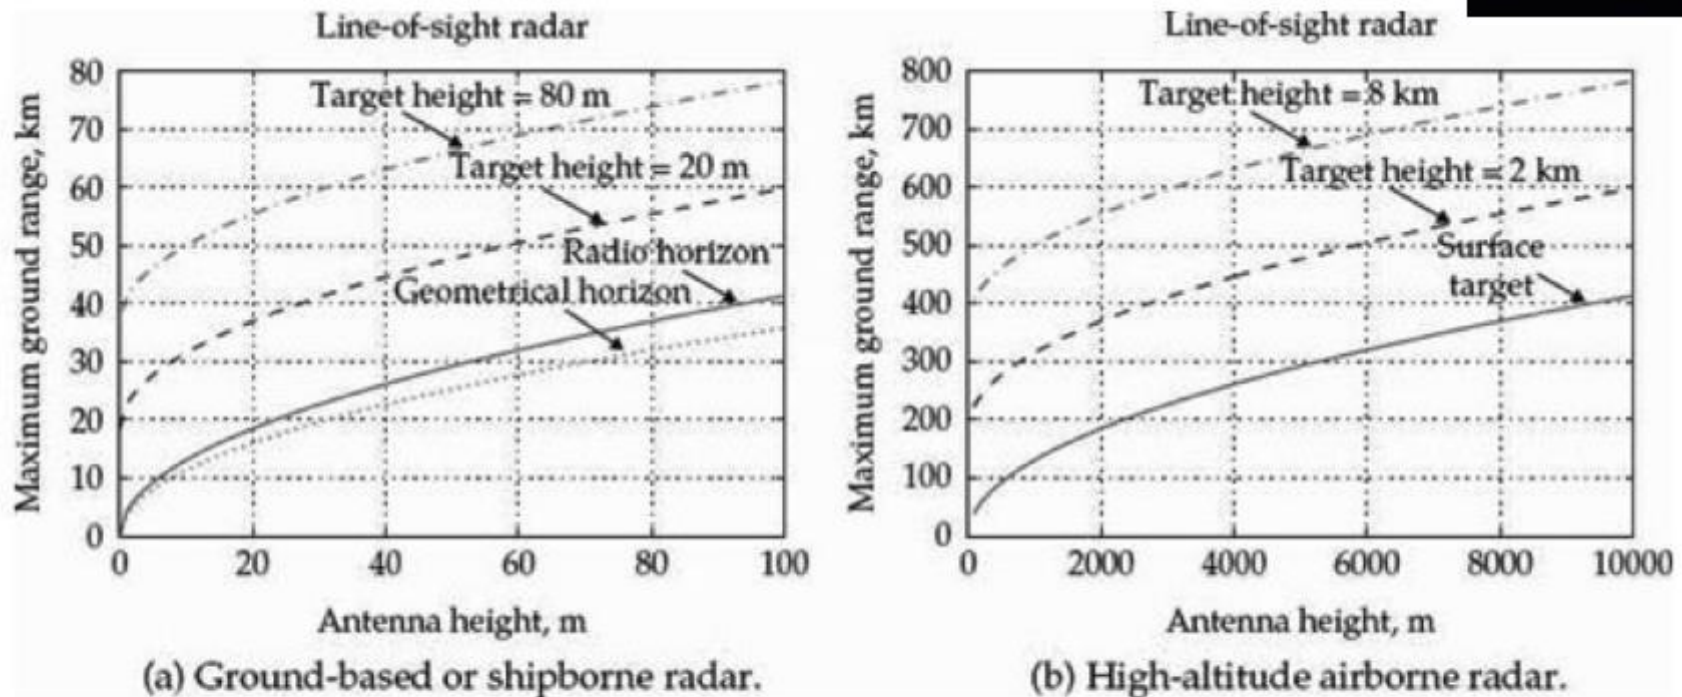 Line-of-sight radar
80
70
60
50
40
30
20
10
0
Maximum ground range, km
Target height = 80 m
Target height = 20 m
Radio horizon
Geometrical horizon
0 20 40 60 80 100
Antenna height, m
(a) Ground-based or shipborne radar.
Line-of-sight radar
800
700
600
500
400
300
200
100
0
Maximum ground range, km
Target height = 8 km
Target height = 2 km
Surface
target
0 2000 4000 6000 8000 10000
Antenna height, m
(b) High-altitude airborne radar.